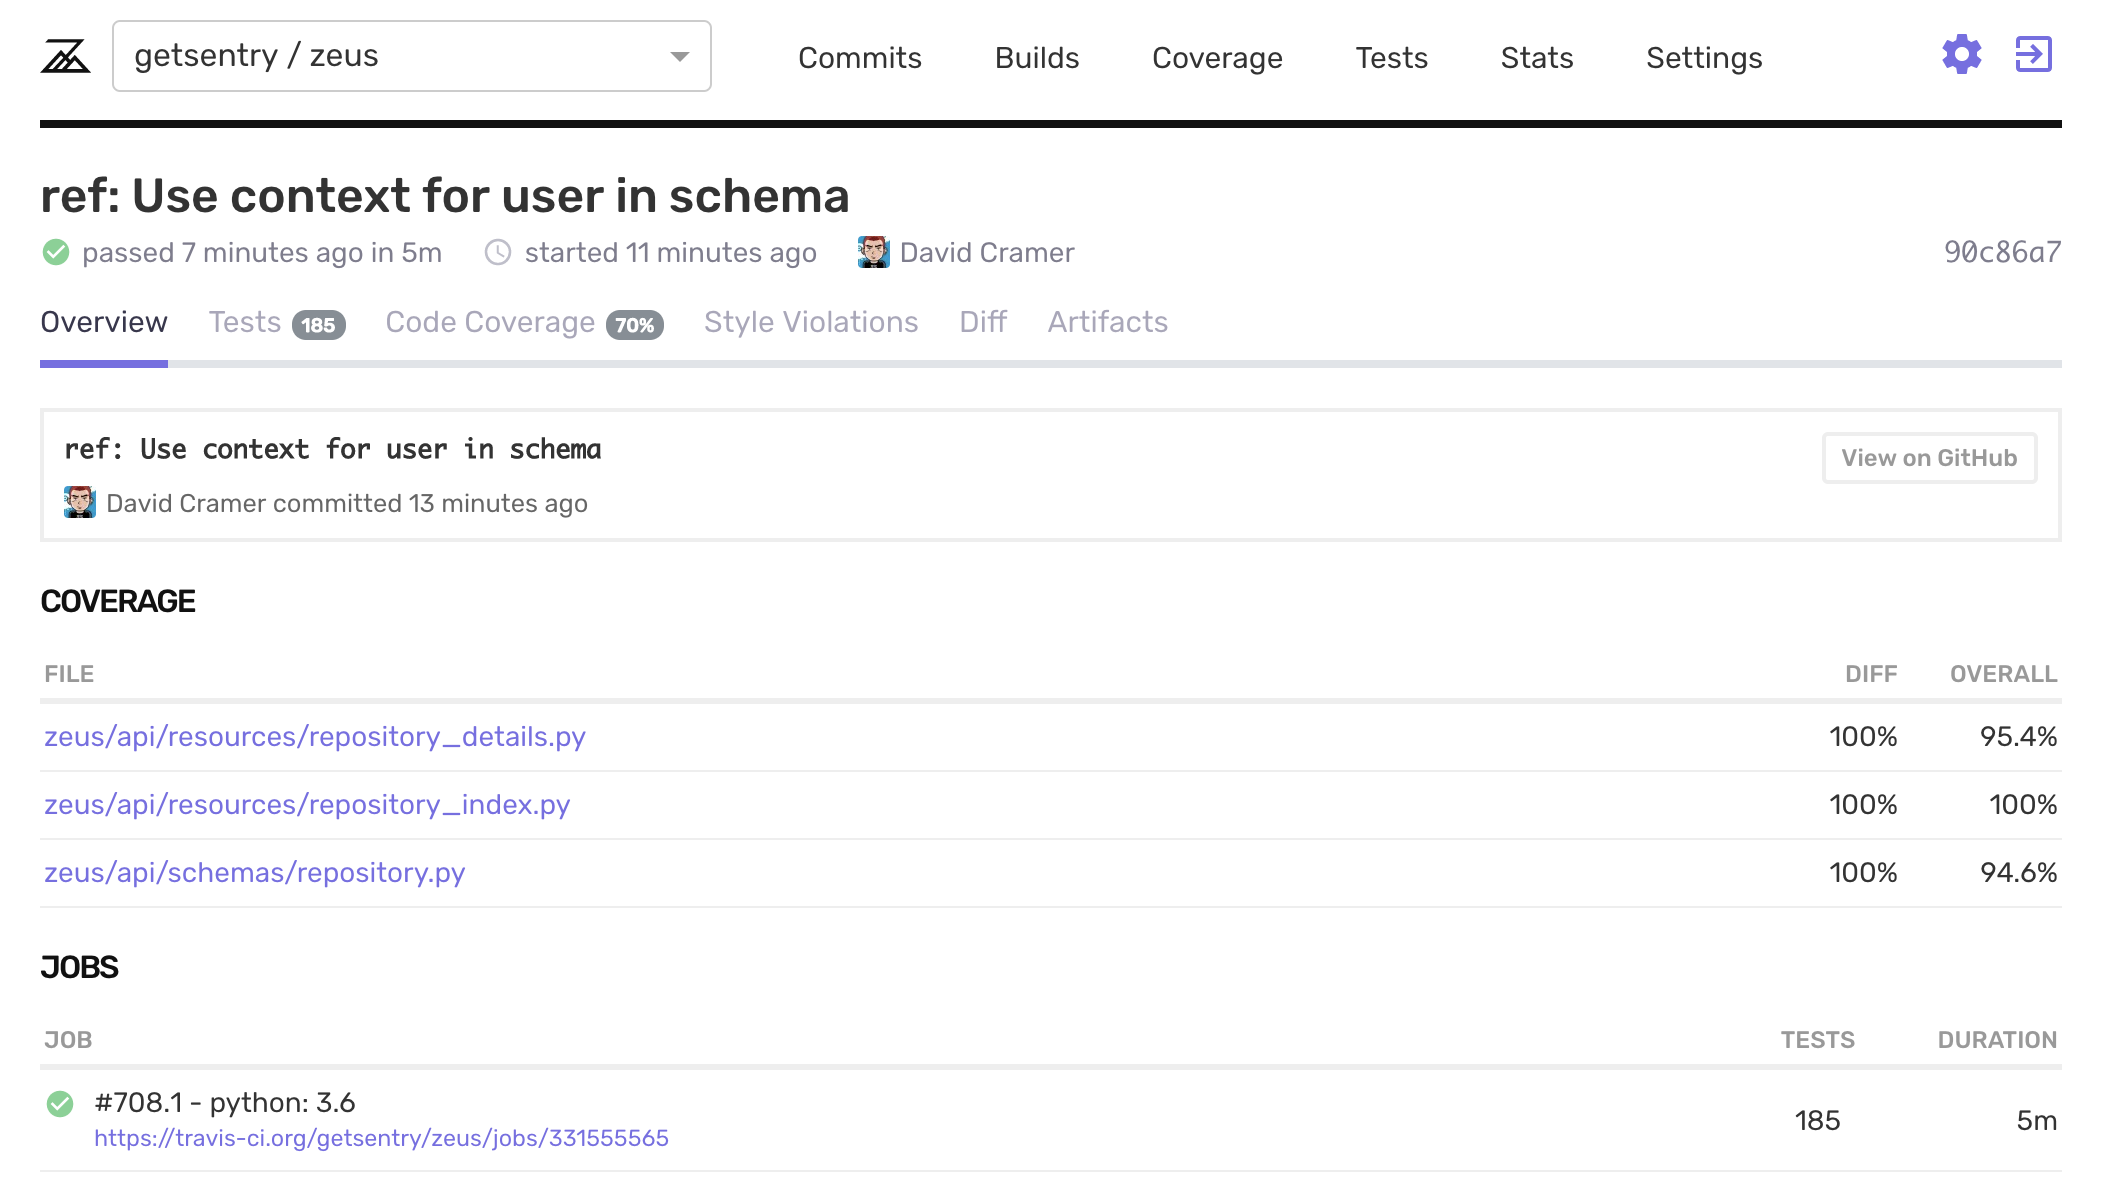 getsentry / zeus Commits Builds Coverage Tests Stats Settings
ref: Use context for user in schema
passed 7 minutes ago in 5m started 11 minutes ago David Cramer 90c86a7
Overview Tests 185 Code Coverage 70% Style Violations Diff Artifacts
ref: Use context for user in schema View on GitHub
David Cramer committed 13 minutes ago
COVERAGE
FILE DIFF OVERALL
zeus/api/resources/repository_details.py 100% 95.4%
zeus/api/resources/repository_index.py 100% 100%
zeus/api/schemas/repository.py 100% 94.6%
JOBS
JOB TESTS DURATION
#708.1 - python: 3.6 185 5m
https://travis-ci.org/getsentry/zeus/jobs/331555565